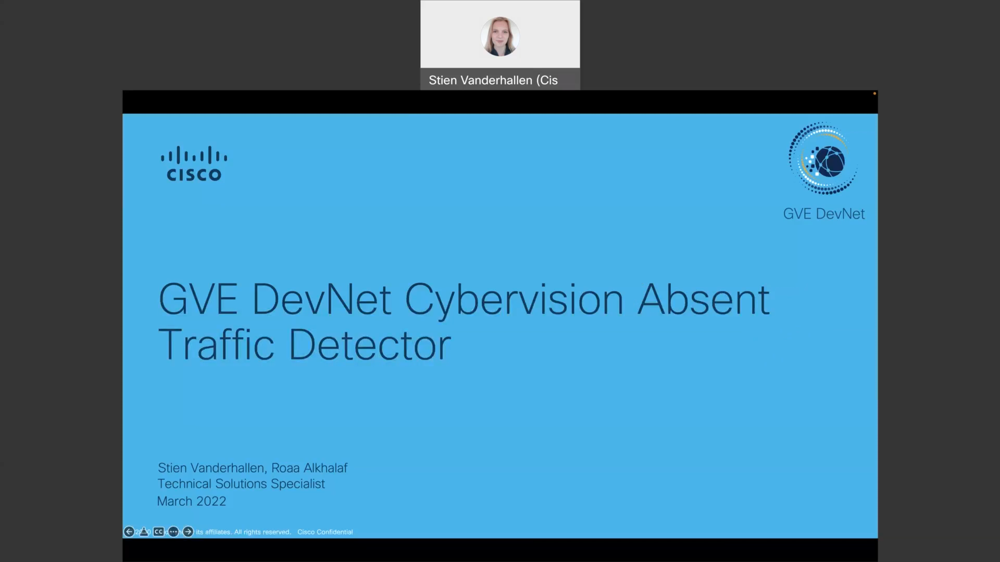 Stien Vanderhallen (Cis
CISCO
GVE DevNet
GVE DevNet Cybervision Absent
Traffic Detector
Stien Vanderhallen, Roaa Alkhalaf
Technical Solutions Specialist
March 2022
CC its affiliates. All rights reserved. Cisco Confidential